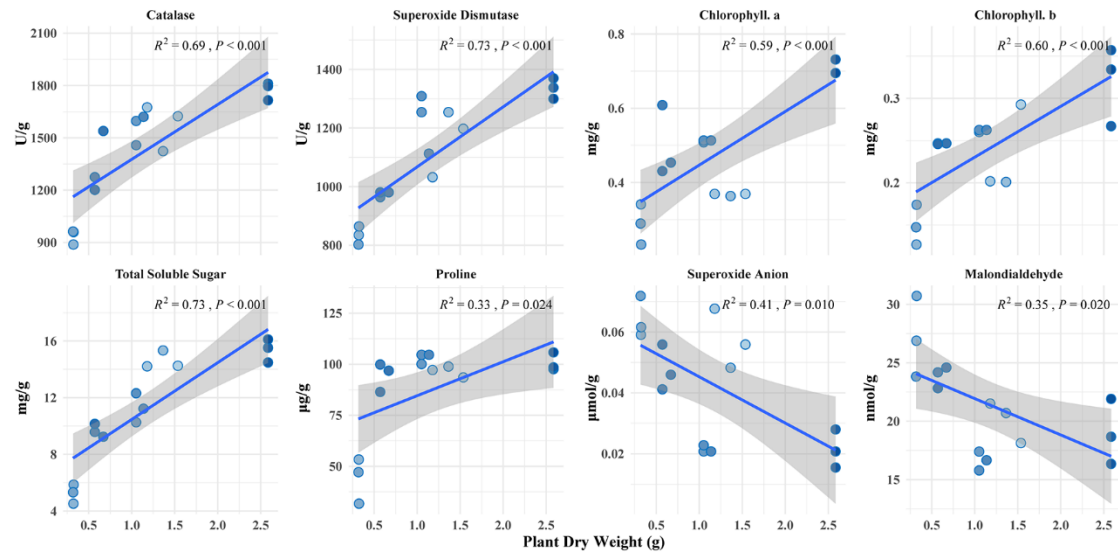 Catalase
Superoxide Dismutase
Chlorophyll. a
Chlorophyll. b
2100
1800
1500
1200
900
U/g
R² = 0.69 , P < 0.001
1400
1200
1000
800
U/g
R² = 0.73 , P < 0.001
0.8
0.6
0.4
0.2
mg/g
R² = 0.59 , P < 0.001
0.3
0.2
mg/g
R² = 0.60 , P < 0.001
Total Soluble Sugar
Proline
Superoxide Anion
Malondialdehyde
16
12
8
4
mg/g
R² = 0.73 , P < 0.001
0.5 1.0 1.5 2.0 2.5
125
100
75
50
µg/g
R² = 0.33 , P = 0.024
0.5 1.0 1.5 2.0 2.5
0.06
0.04
0.02
µmol/g
R² = 0.41 , P = 0.010
0.5 1.0 1.5 2.0 2.5
30
25
20
15
10
nmol/g
R² = 0.35 , P = 0.020
0.5 1.0 1.5 2.0 2.5
Plant Dry Weight (g)